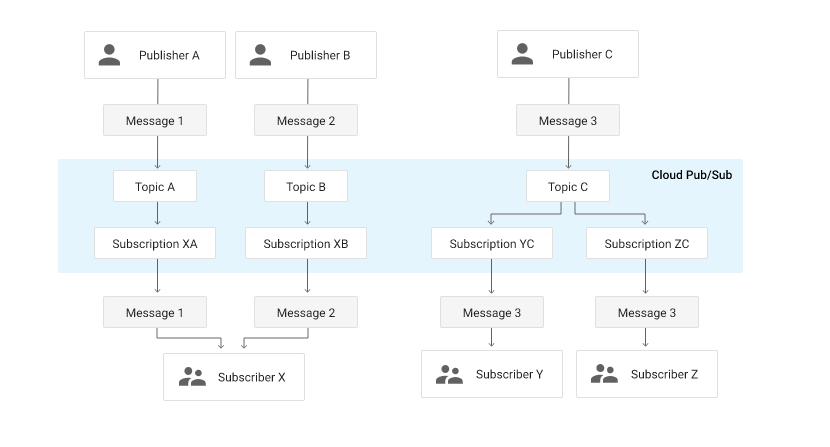 Publisher A
Publisher B
Publisher C
Message 1
Message 2
Message 3
Cloud Pub/Sub
Topic A
Topic B
Topic C
Subscription XA
Subscription XB
Subscription YC
Subscription ZC
Message 1
Message 2
Message 3
Message 3
Subscriber X
Subscriber Y
Subscriber Z